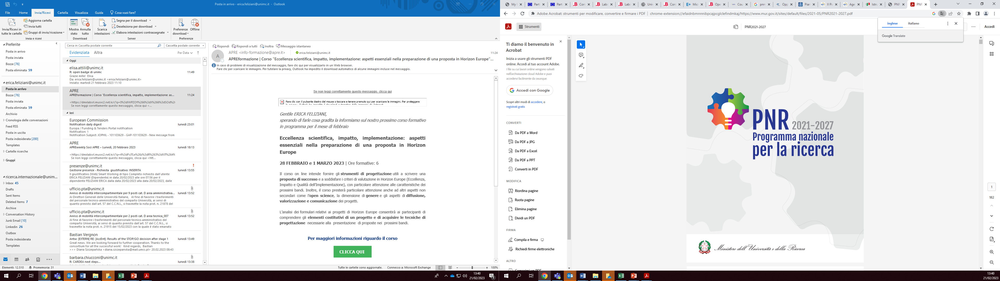 Posta in arrivo - erica.feliziani@unimc.it - Outlook
File Home Invia/Ricevi Cartella Visualizza Guida Cosa vuoi fare?
Invia/Ricevi in tutte le cartelle
Aggiorna cartella
Invia tutti
Gruppi di invio/ricezione
Invia e ricevi
Mostra stato
Annulla tutto
Download
Scarica intestazioni
Segna per il download
Deseleziona per download
Elabora intestazioni contrassegnate
Server
Preferenze download
Offline
Preferenze
Preferite
Posta in arrivo
Posta inviata
Bozze [76]
Posta eliminata 59
erica.feliziani@unimc.it
Posta in arrivo
Bozze [76]
Posta inviata
Posta eliminata 59
Archivio
Cronologia delle conversazioni
Feed RSS
Posta in uscita
Posta indesiderata [200]
Templates
Cartelle ricerche
Gruppi
ricerca.internazionale@unim...
Inbox 45
Drafts
Sent Items
Deleted Items 7
Archive
Conversation History
Junk Email [10]
Linkedin 26
Outbox
Posta indesiderata
Templates
Elementi: 12.510 Promemoria: 31
Cerca in Cassetta postale corrente
Cassetta postale corrente
Evidenziata Altra Per Data
Oggi
elisa.attili@unimc.it
R: open badge di unimc 11:49
Grazie mille! Elisa
Da: erica.feliziani@unimc.it <erica.feliziani@unimc.it>
Inviato: martedì 21 febbraio 2023 11:10
APRE
APREformazione | Corso "Eccellenza scientifica, impatto, implementazione: as... 11:24
Se non leggi correttamente questo messaggio, clicca qui <...
Ieri
European Commission
Notification daily digest lunedì 23:01
Europa / Funding & Tenders Portal notification
Notification: 1
Notification Subject: JOPHIL - 101103629 - GAP-101103629 - New message from
APRE
APREweekly Soci APRE – Lunedì, 20 febbraio 2023 lunedì 18:13
Se non leggi correttamente questo messaggio, clicca qui <htt...
presenze@unimc.it
Gestione presenze - Richiesta giustificativo: INSERITA lunedì 13:55
Il giustificativo (Web) Smart Working di tipo Completo richiesto dall'utente
ERICA FELIZIANI (Dipendente) in data 20/02/2023 alle ore 07:56 per il
dipendente FELIZIANI ERICA dalla data 20/02/2023 alla data 20/02/2023, dalle
ufficio.pta@unimc.it
Avviso di mobilità intercompartimentale per 9 posti cat. D area amministrativa... lunedì 13:52
Ai Direttori Generali delle Università Italiane, Al fine di favorire i trasferimenti
del personale tecnico-amministrativo del comparto Università, ai sensi di
quanto previsto dall'art. 57 del C.C.N.L., si trasmette la nota prot. n. 21878 del
ufficio.pta@unimc.it
Avviso di mobilità intercompartimentale per 2 posti cat. D area tecnica_007 lunedì 13:52
Al fine di favorire i trasferimenti del personale tecnico-amministrativo del
comparto Università, ai sensi di quanto previsto dall'art. 57 del C.C.N.L., si
trasmette la nota prot. n. 21915 del 15/02/2023 con la quale è stato emanato
Bastian Vergnon
Antw: [EXTERN] RE: [AccEnt]: Results of the STOP/GO decision after stage 1 lunedì 13:49
Great news. We are looking forward to further cooperation. Thanks to the
consortium for all the successful work! Kind regards, Bastian
>>> Diana Szczepańska <diana.szczepanska@mail.umcs.pl> 20.02.2023 08:43
barbara.chiucconi@unimc.it
R: CARDEA next steps... lunedì 13:38
Rispondi Rispondi a tutti Inoltra Messaggio istantaneo
A
APRE <info-formazione@apre.it> erica.feliziani@unimc.it 11:24
APREformazione | Corso "Eccellenza scientifica, impatto, implementazione: aspetti essenziali nella preparazione di una proposta in Horizon Europe"...
In caso di problemi di visualizzazione del messaggio, fare clic qui per visualizzarlo in un Web browser.
Fare clic per scaricare le immagini. Per tutelare la privacy, Outlook ha impedito il download automatico di alcune immagini incluse nel messaggio.
Se non leggi correttamente questo messaggio, clicca qui
Fare clic con il pulsante destro del mouse o toccare e tenere premuto qui per scaricare le immagini. Per proteggere
Gentile ERICA FELIZIANI,
sperando di farle cosa gradita la informiamo sul nostro prossimo corso formativo
in programma per il mese di febbraio
Eccellenza scientifica, impatto, implementazione: aspetti
essenziali nella preparazione di una proposta in Horizon
Europe
28 FEBBRAIO e 1 MARZO 2023 | Ore formative: 6
Il corso on line intende fornire gli strumenti di progettazione utili a scrivere una
proposta di successo e a soddisfare i criteri di valutazione in Horizon Europe (Eccellenza,
Impatto e Qualità dell'Implementazione), con particolare attenzione alle caratteristiche dei
prossimi bandi. Inoltre, il corso presterà particolare attenzione anche ad altri aspetti non
secondari come l'open science, la dimensione di genere e gli aspetti di diffusione,
valorizzazione e comunicazione dei progetti.
L'analisi dei formulari relativi ai progetti di Horizon Europe consentirà ai partecipanti di
comprendere gli elementi costitutivi di un progetto e di acquisire le tecniche di
progettazione necessarie alla presentazione di proposte nei prossimi bandi.
Per maggiori informazioni riguardo il corso
CLICCA QUI
Tutte le cartelle sono aggiornate. Connesso a: Microsoft Exchange 100%
13:40
21/02/2023
5
My Part Part Cors Labo Labo Univ Cors Mic Ope Cou pnr Opp Pian Il Pi Age Istru PNR PNR
Adobe Acrobat: strumenti per modificare, convertire e firmare i PDF | chrome-extension://efaidnbmnnnibpcajpcglclefindmkaj/https://www.mur.gov.it/sites/default/files/2021-05/PNR2021-2027.pdf
Strumenti
PNR2021-2027
inglese italiano
Google Translate
Accedi
Ti diamo il benvenuto in
Acrobat
Inizia a usare gli strumenti PDF
online. Accedi al tuo account Adobe.
I file su cui lavori online vengono salvati
nell'archiviazione cloud Adobe e puoi
accedervi facilmente da ovunque.
Accedi con Google
Scopri altri modi di accedere, o
registrati gratis
CONVERTI
Da PDF a Word
Da PDF a JPG
Da PDF a Excel
Da PDF a PPT
Converti in PDF
MODIFICA
Riordina pagine
Ruota pagine
Elimina pagine
Dividi un PDF
FIRMA
Compila e firma
Richiedi firme elettroniche
ALTRO
Comprimi un PDF
PNR 2021-2027
Programma nazionale
per la ricerca
Ministero dell'Università e della Ricerca
1
182
13:40
21/02/2023